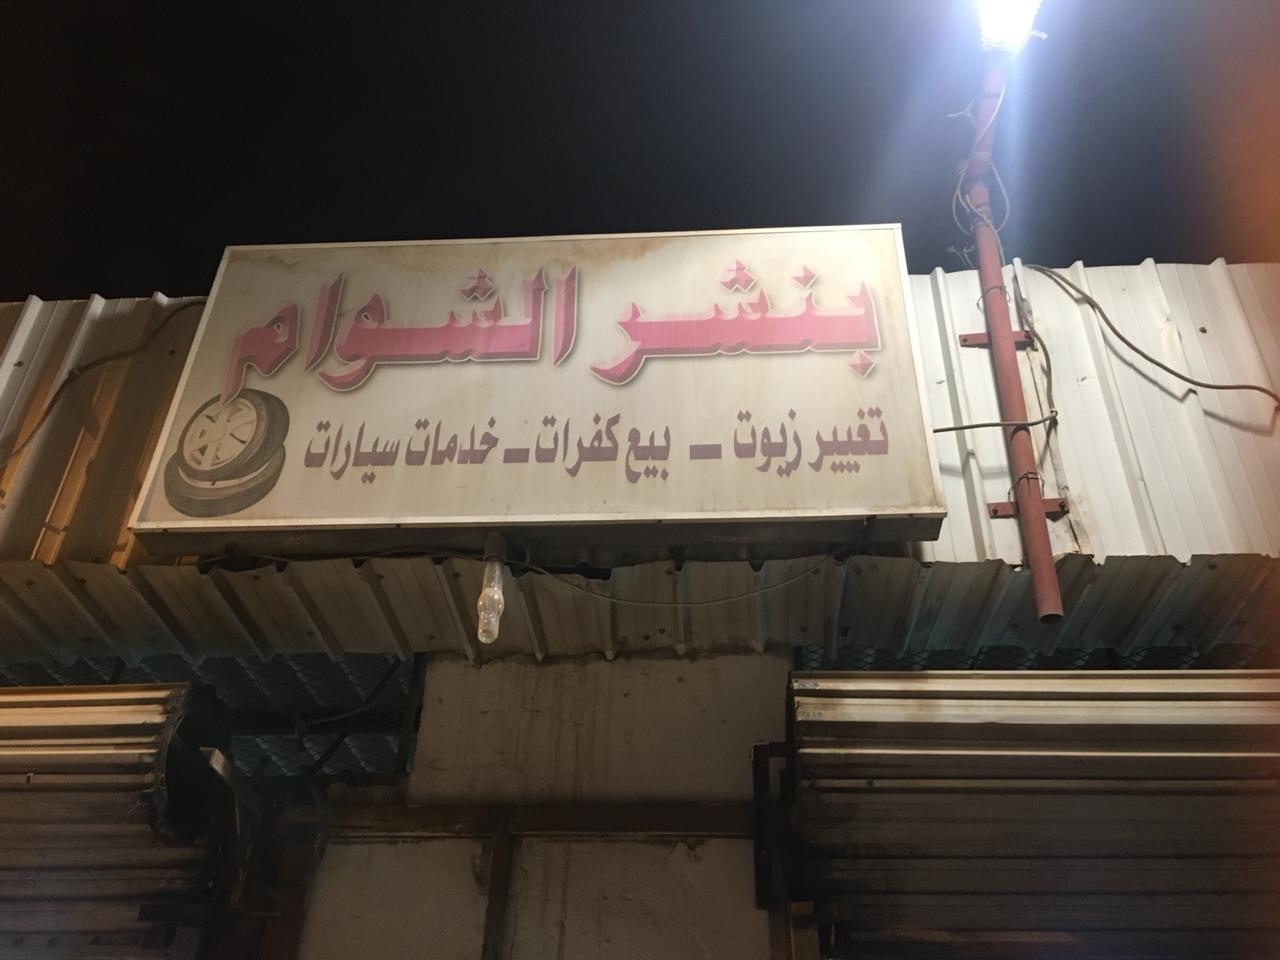 بنشر الشوام
تغيير زيوت - بيع كفرات - خدمات سيارات